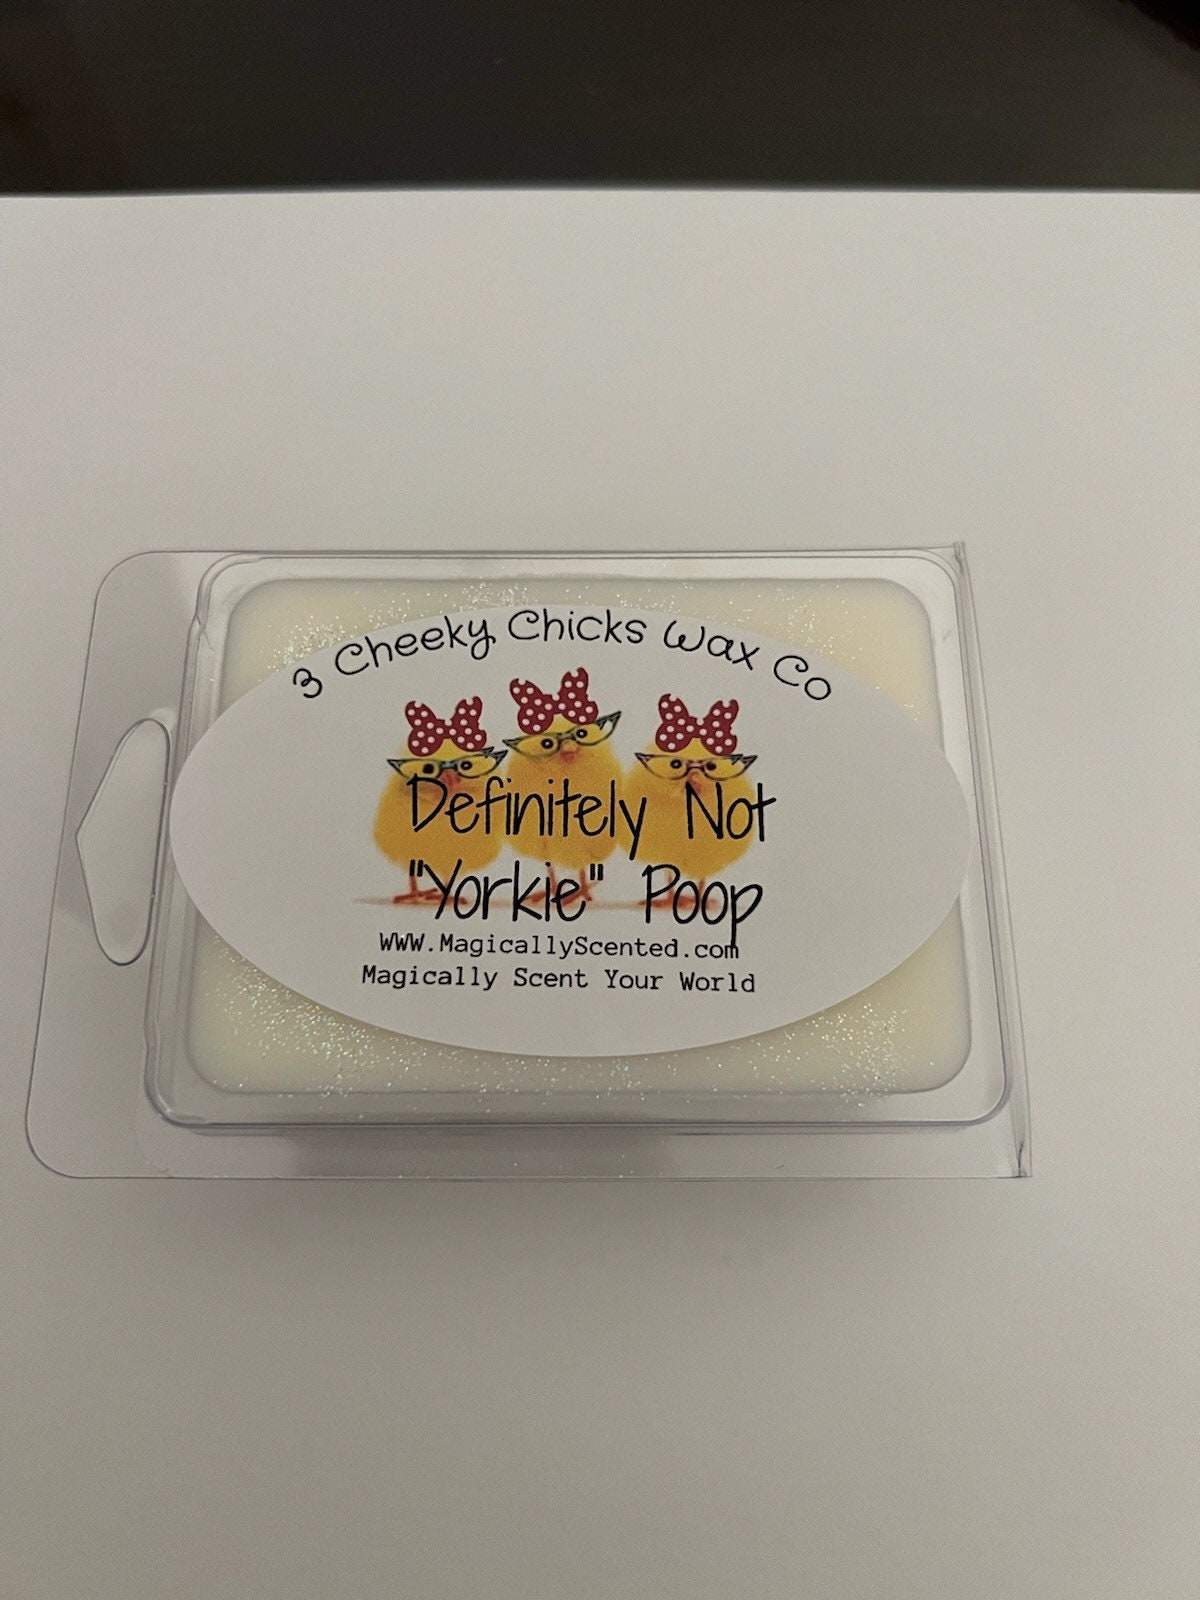 3 Cheeky Chicks Wax Co
Definitely Not
"Yorkie" Poop
WWW.MagicallyScented.com
Magically Scent Your World